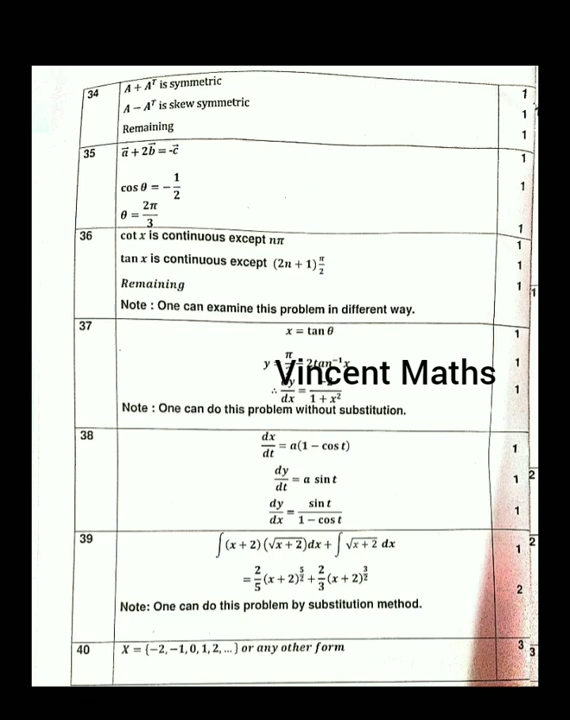 34
A + Aᵀ is symmetric 1
A − Aᵀ is skew symmetric 1
Remaining 1
35
a⃗ + 2b⃗ = -c⃗ 1
cos θ = −1/2 1
θ = 2π/3 1
36
cot x is continuous except nπ 1
tan x is continuous except (2n + 1)π/2 1
Remaining 1
Note : One can examine this problem in different way.
37
x = tan θ 1
y = π/ 2tan⁻¹x 1
Vincent Maths
∴ dy/dx = /1 + x² 1
Note : One can do this problem without substitution.
38
dx/dt = a(1 − cos t) 1
dy/dt = a sin t 1
dy/dx = sin t/1 − cos t 1
39
∫(x + 2)(√x + 2)dx + ∫ √x + 2 dx 1
= 2/5(x + 2)^5/2 + 2/3(x + 2)^3/2 2
Note: One can do this problem by substitution method.
40
X = {−2, −1, 0, 1, 2, … } or any other form 3
1
2
2
3